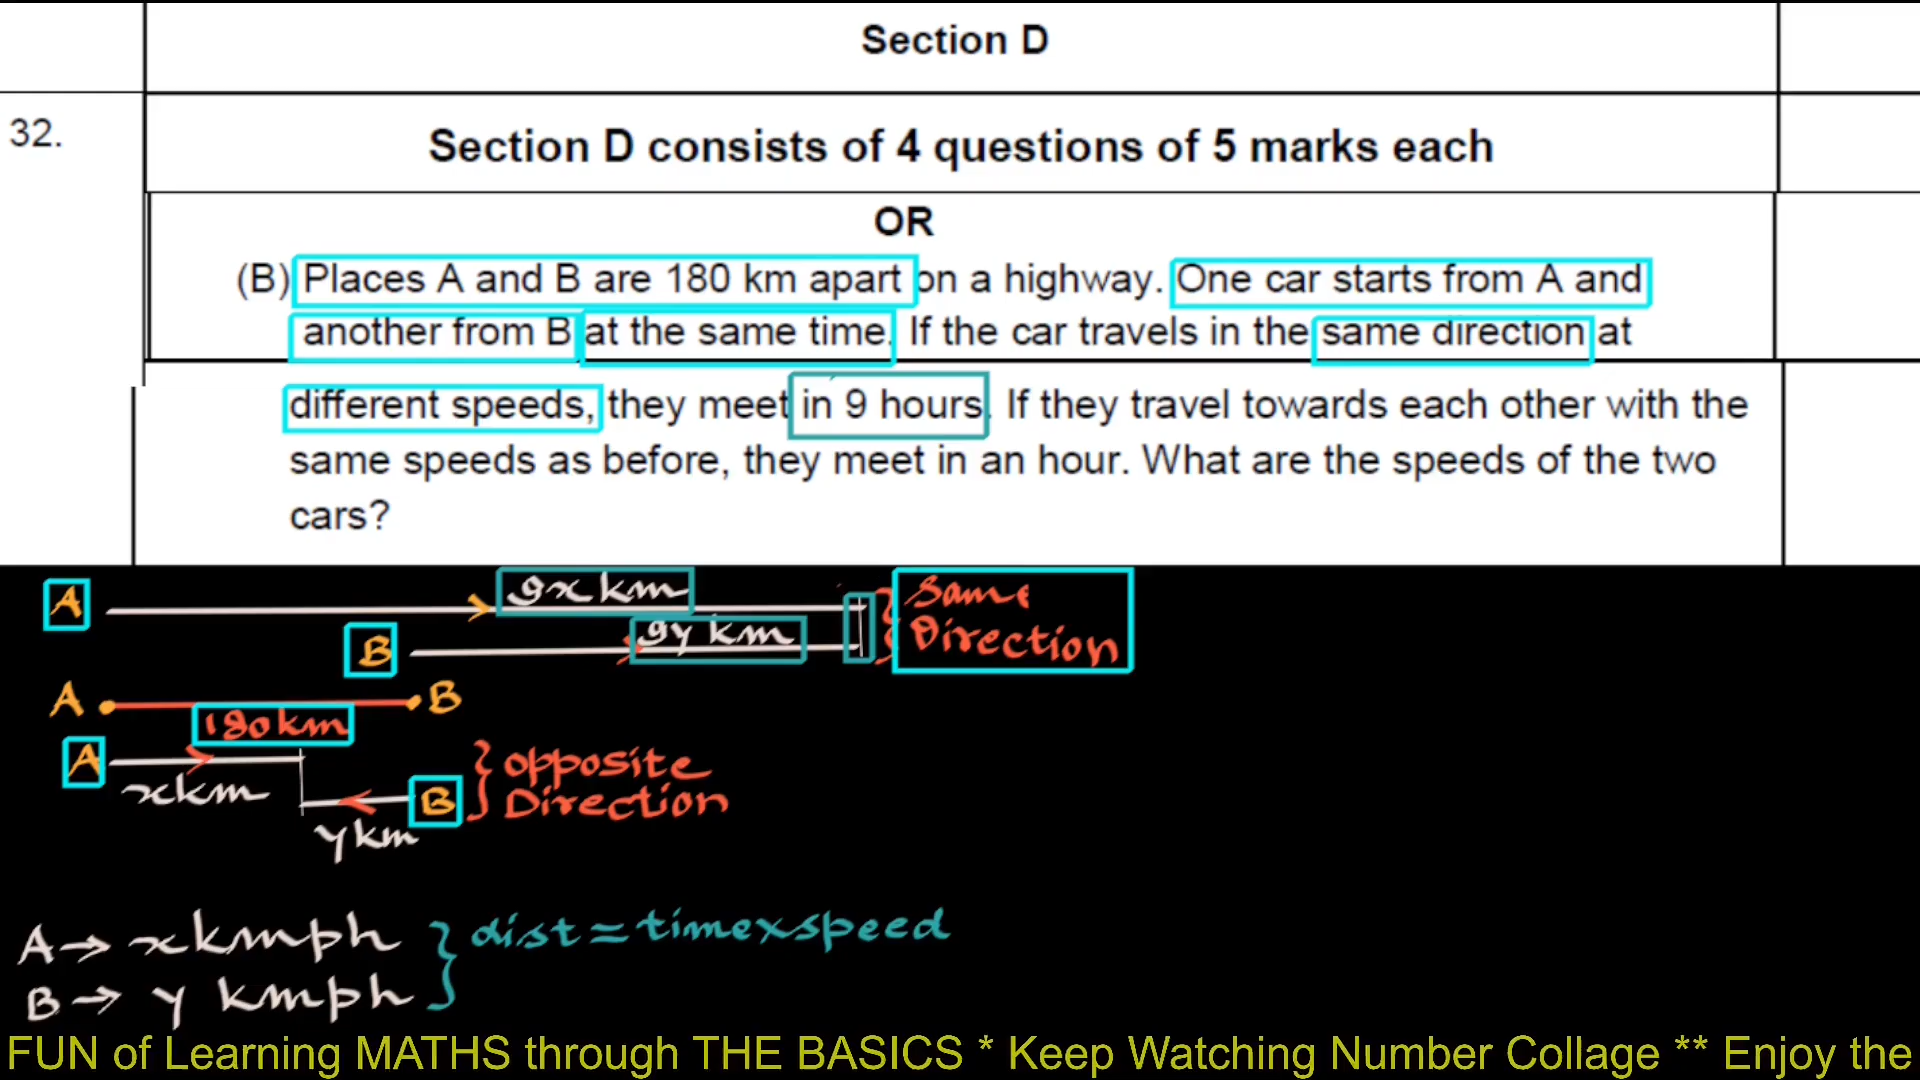 Section D
32.
Section D consists of 4 questions of 5 marks each
OR
(B) Places A and B are 180 km apart on a highway. One car starts from A and
another from B at the same time. If the car travels in the same direction at
different speeds, they meet in 9 hours. If they travel towards each other with the
same speeds as before, they meet in an hour. What are the speeds of the two
cars?
A 9x km Same
B 9y km Direction
A B
180km
A Opposite
x km B Direction
y km
A → x kmph } dist = time x speed
B → y kmph
FUN of Learning MATHS through THE BASICS * Keep Watching Number Collage ** Enjoy the